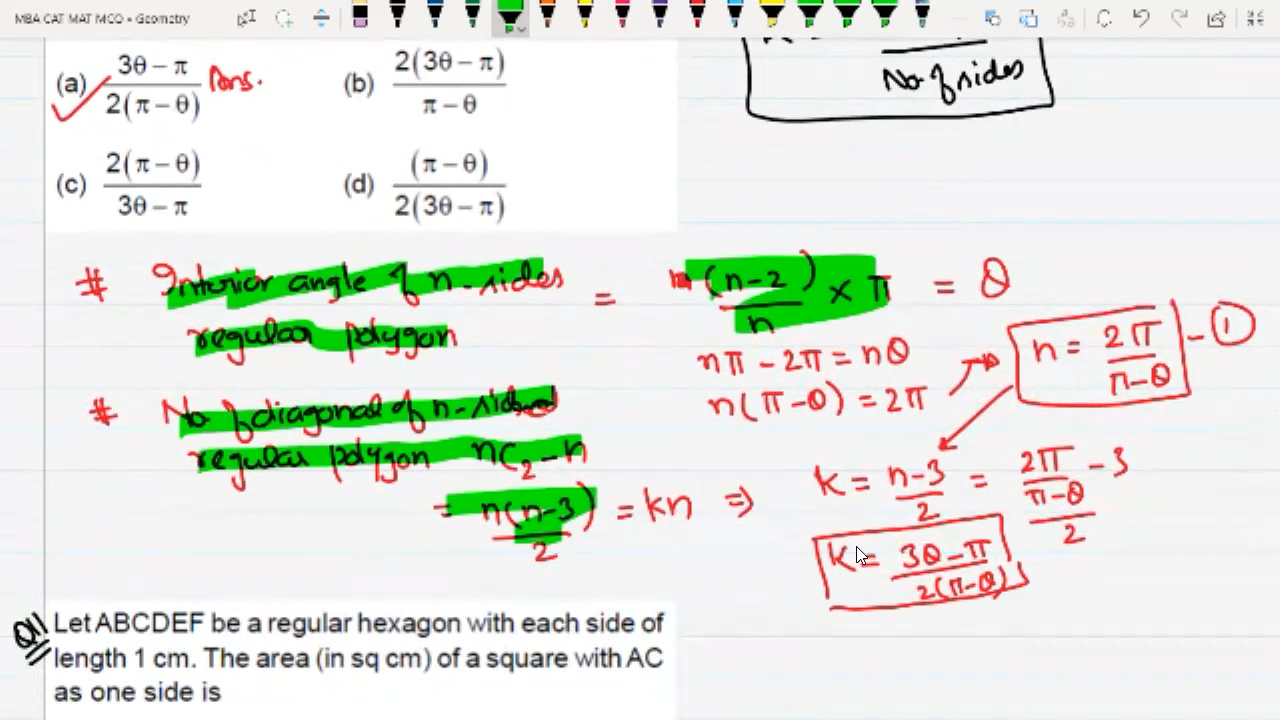 MBA CAT MAT MCQ - Geometry
(a) (3θ − π)/(2(π − θ)) Ans. (b) (2(3θ − π))/(π − θ)
No. of sides
(c) (2(π − θ))/(3θ − π) (d) ((π − θ))/(2(3θ − π))
# Interior angle of n-sides
regular polygon
= (n-2)/n × π = θ
nπ - 2π = nθ
n(π-θ) = 2π
n = 2π/(π-θ) - ①
# No of diagonal of n-sided
regular polygon nC₂ - n
= n(n-3)/2 = kn ⇒
k = (n-3)/2 = (2π/(π-θ) - 3)/2
k = (3θ-π)/(2(π-θ))
Q11 Let ABCDEF be a regular hexagon with each side of
length 1 cm. The area (in sq cm) of a square with AC
as one side is